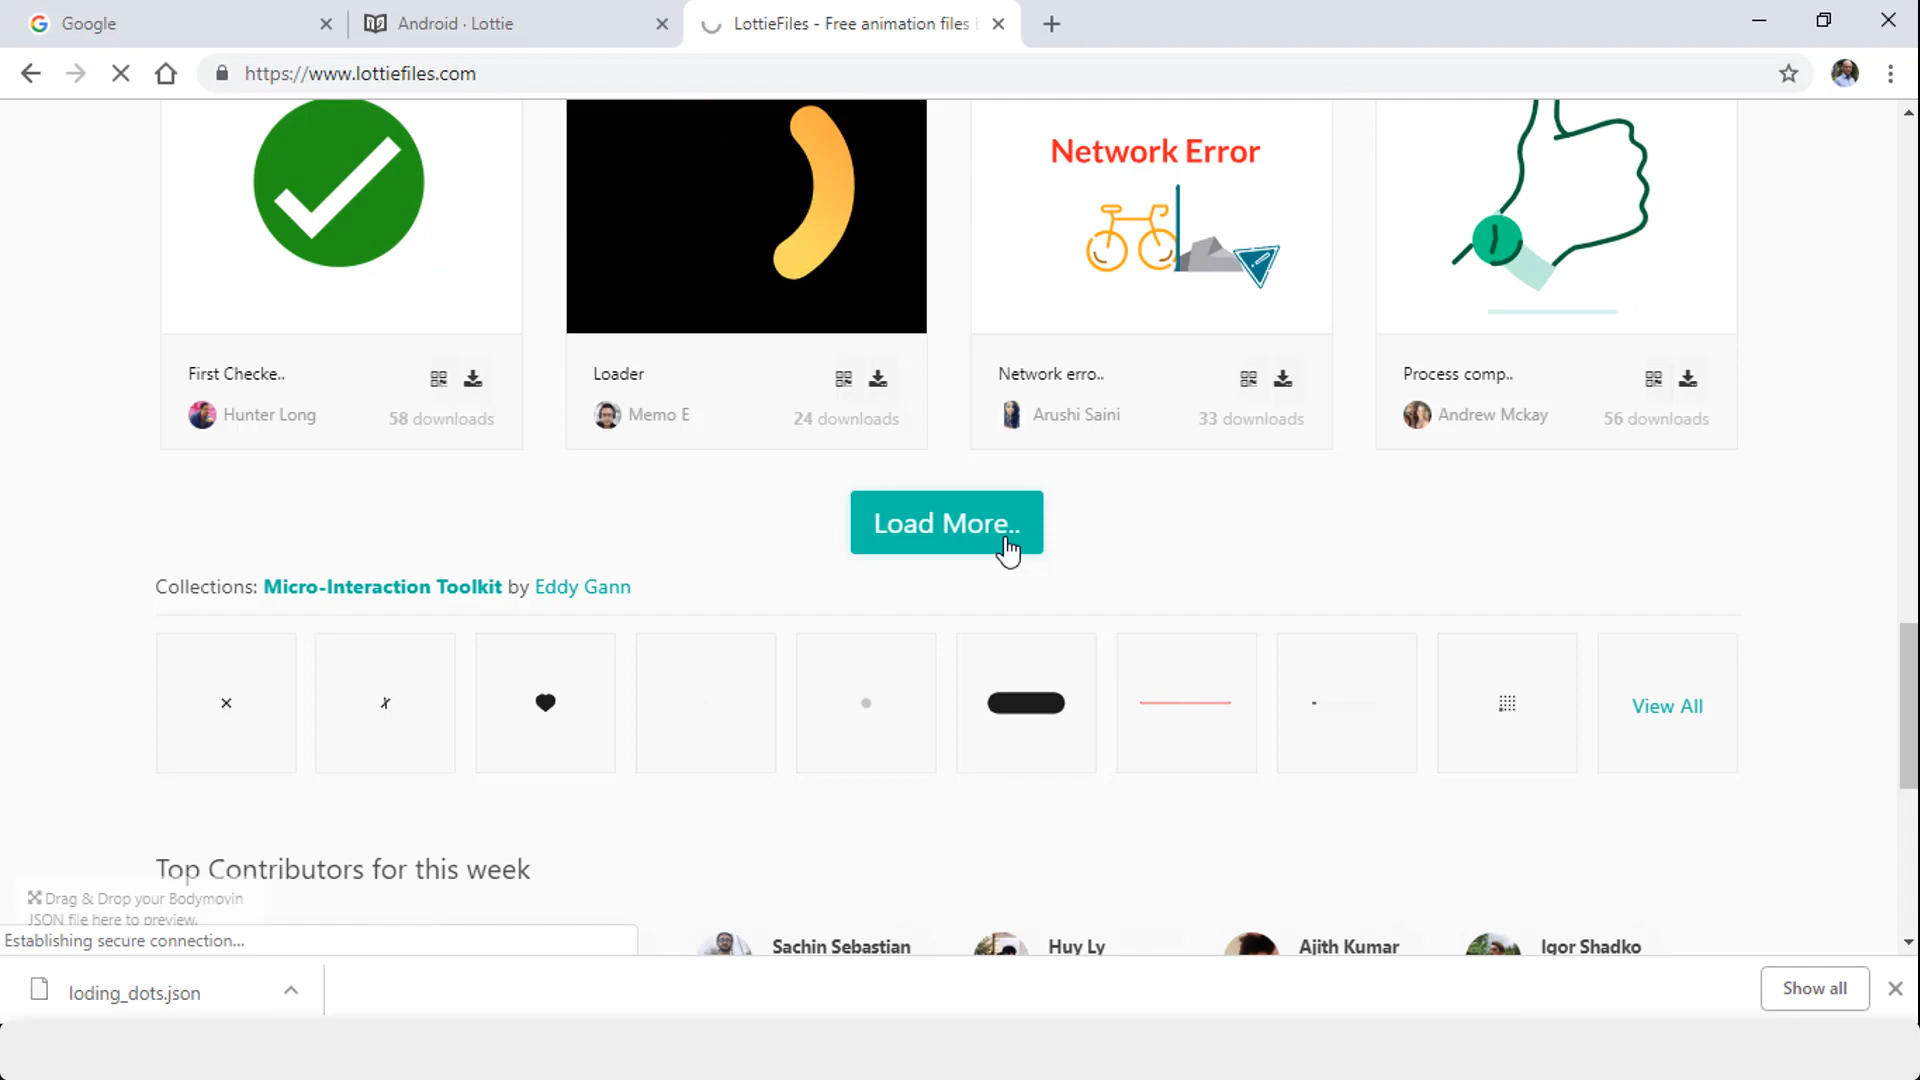 Google
Android · Lottie
LottieFiles - Free animation files
https://www.lottiefiles.com
Network Error
First Checke..
Hunter Long
58 downloads
Loader
Memo E
24 downloads
Network erro..
Arushi Saini
33 downloads
Process comp..
Andrew Mckay
56 downloads
Load More..
Collections: Micro-Interaction Toolkit by Eddy Gann
View All
Top Contributors for this week
Drag & Drop your Bodymovin
JSON file here to preview.
Establishing secure connection...
Sachin Sebastian
Huy Ly
Ajith Kumar
Igor Shadko
loding_dots.json
Show all